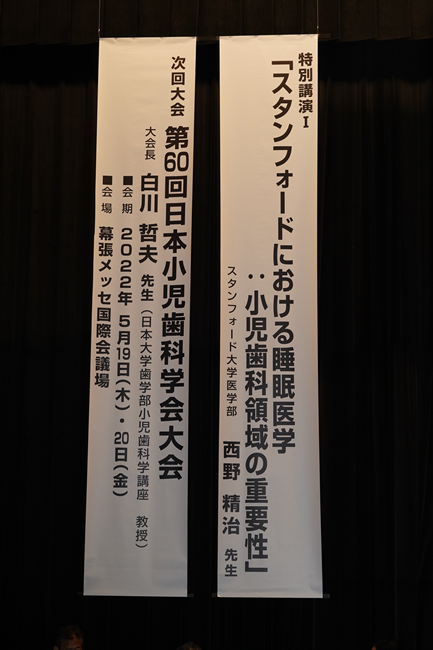 特別講演Ⅰ
「スタンフォードにおける睡眠医学
：小児歯科領域の重要性」
スタンフォード大学医学部 西野 精治 先生
次回大会 第60回日本小児歯科学会大会
大会長 白川 哲夫 先生（日本大学歯学部小児歯科学講座 教授）
■会期 2022年 5月19日(木)・20日(金)
■会場 幕張メッセ国際会議場